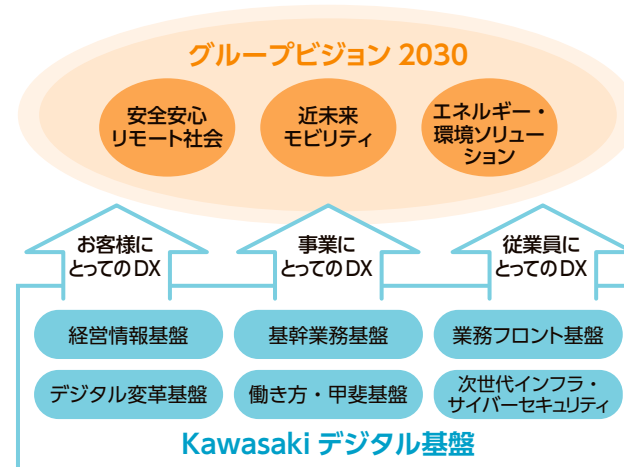 グループビジョン 2030
安全安心
リモート社会
近未来
モビリティ
エネルギー・
環境ソリュー
ション
お客様に
とってのDX
事業に
とってのDX
従業員に
とってのDX
経営情報基盤
基幹業務基盤
業務フロント基盤
デジタル変革基盤
働き方・甲斐基盤
次世代インフラ・
サイバーセキュリティ
Kawasaki デジタル基盤